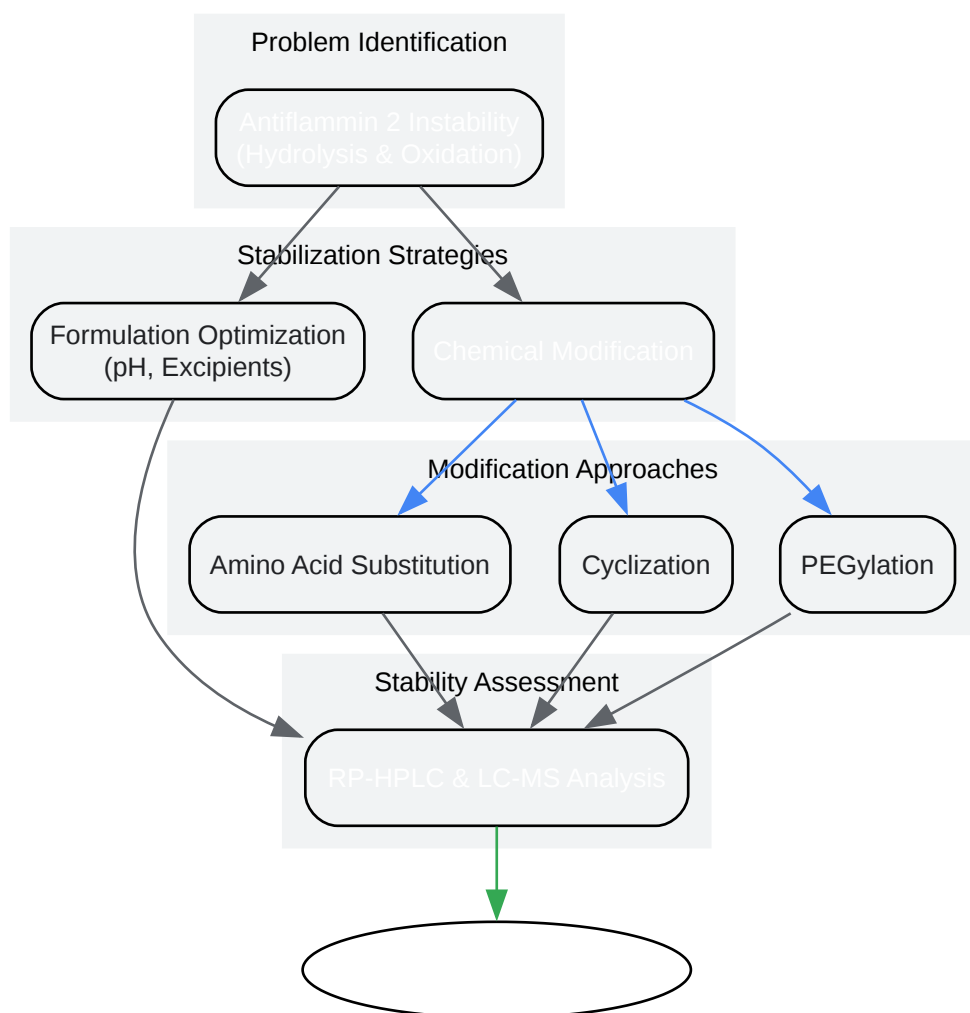 Problem Identification
Antiflammin 2 Instability
(Hydrolysis & Oxidation)
Stabilization Strategies
Formulation Optimization
(pH, Excipients)
Chemical Modification
Modification Approaches
Amino Acid Substitution
Cyclization
PEGylation
Stability Assessment
RP-HPLC & LC-MS Analysis